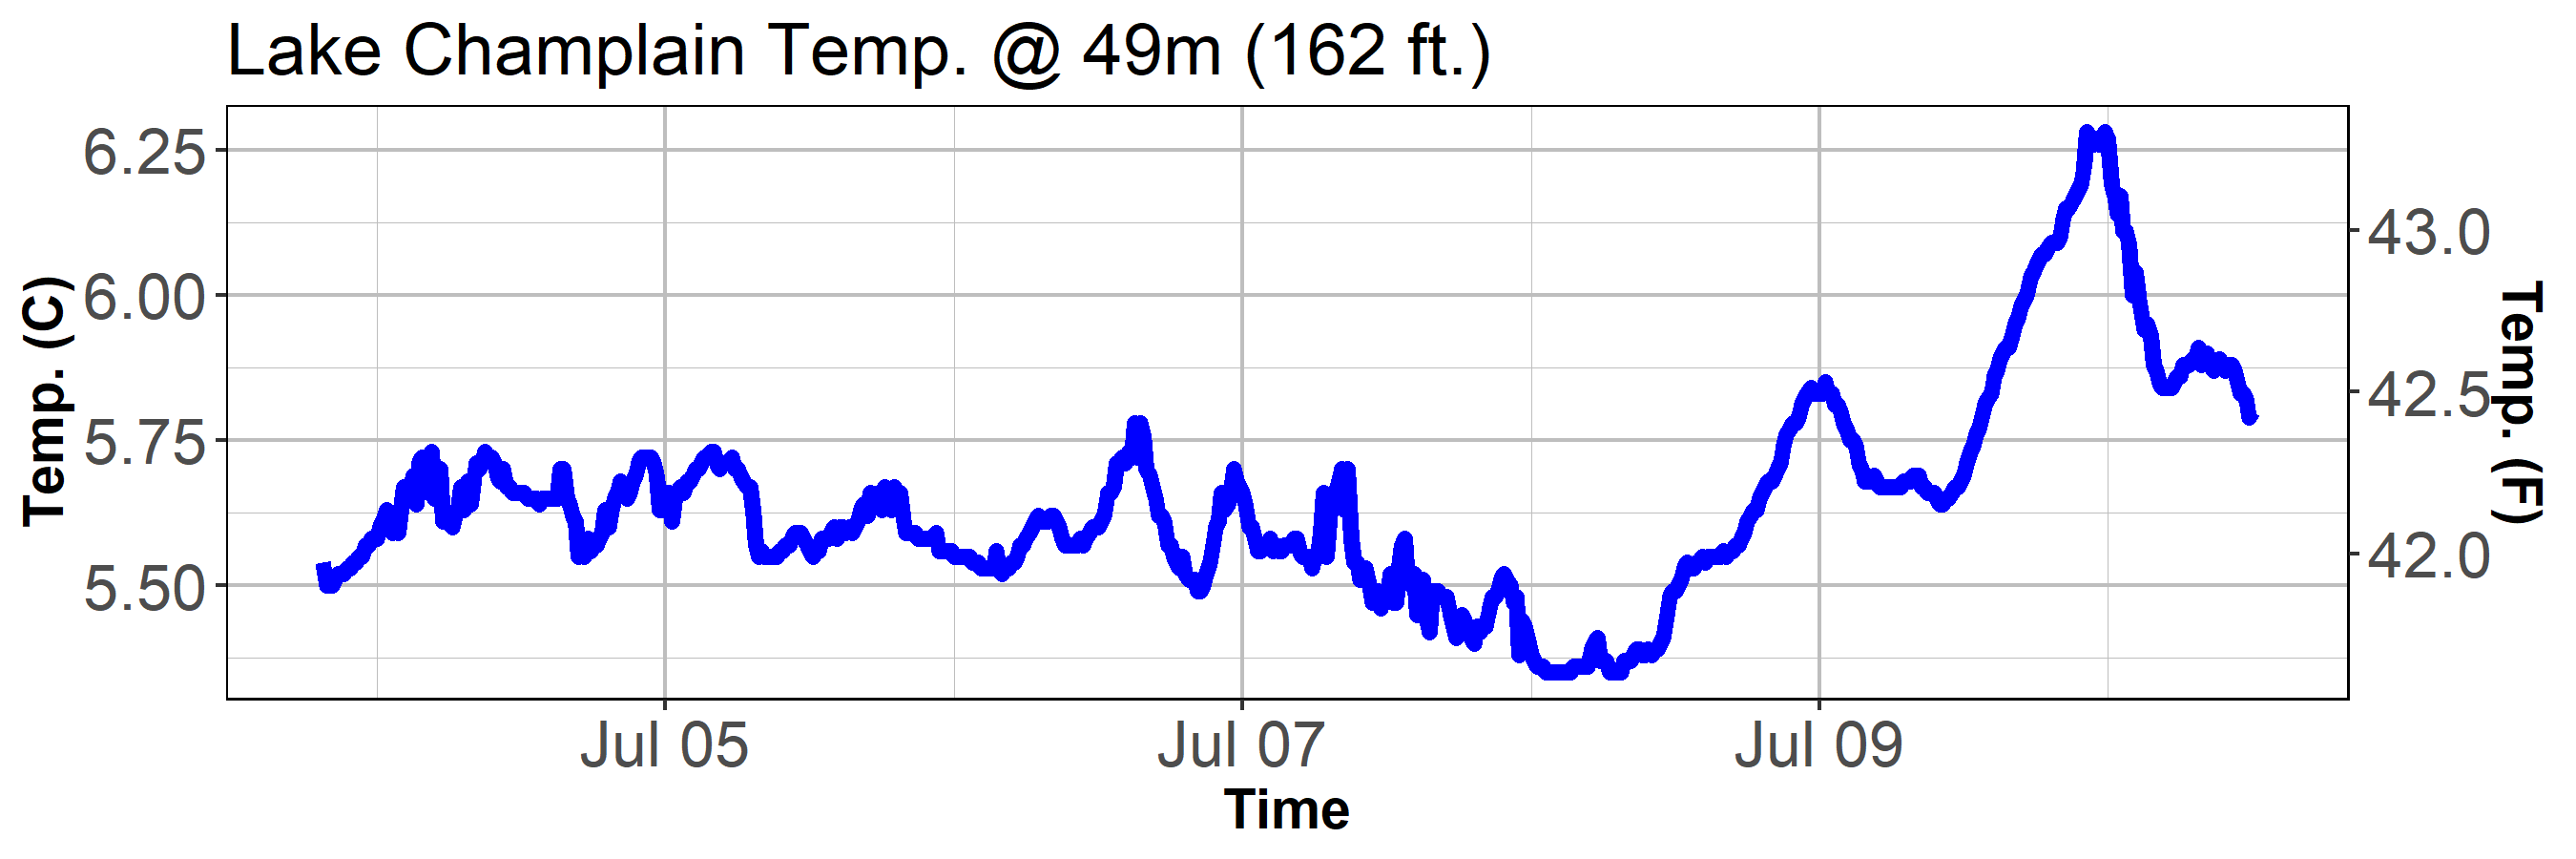 Lake Champlain Temp. @ 49m (162 ft.)
Temp. (C)
6.25
6.00
5.75
5.50
43.0
42.5
42.0
Temp. (F)
Jul 05
Jul 07
Jul 09
Time